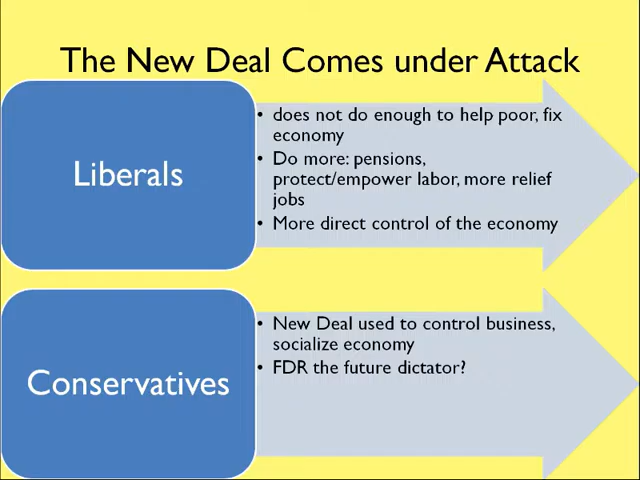 The New Deal Comes under Attack
Liberals
• does not do enough to help poor, fix
economy
• Do more: pensions,
protect/empower labor, more relief
jobs
• More direct control of the economy
Conservatives
• New Deal used to control business,
socialize economy
• FDR the future dictator?